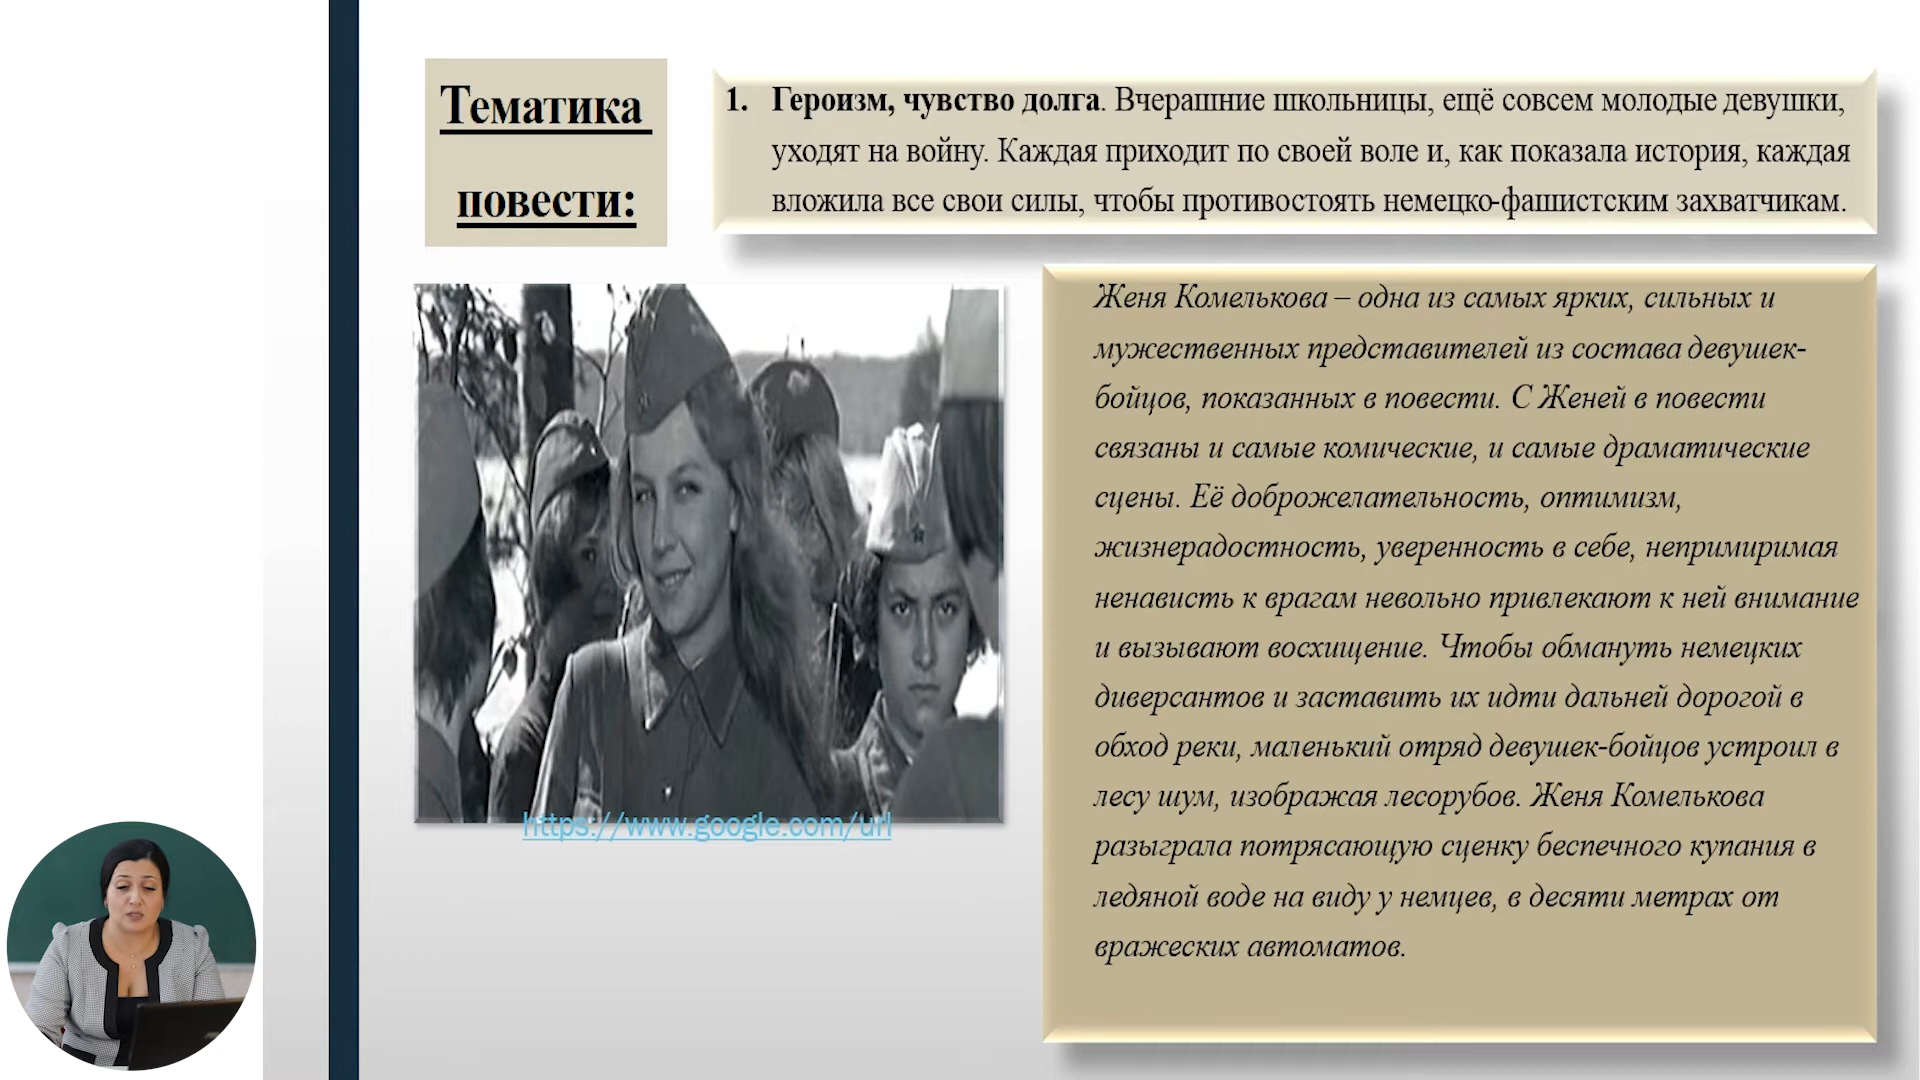 Тематика
повести:
1. Героизм, чувство долга. Вчерашние школьницы, ещё совсем молодые девушки,
уходят на войну. Каждая приходит по своей воле и, как показала история, каждая
вложила все свои силы, чтобы противостоять немецко-фашистским захватчикам.
Женя Комелькова – одна из самых ярких, сильных и
мужественных представителей из состава девушек-
бойцов, показанных в повести. С Женей в повести
связаны и самые комические, и самые драматические
сцены. Её доброжелательность, оптимизм,
жизнерадостность, уверенность в себе, непримиримая
ненависть к врагам невольно привлекают к ней внимание
и вызывают восхищение. Чтобы обмануть немецких
диверсантов и заставить их идти дальней дорогой в
обход реки, маленький отряд девушек-бойцов устроил в
лесу шум, изображая лесорубов. Женя Комелькова
разыграла потрясающую сценку беспечного купания в
ледяной воде на виду у немцев, в десяти метрах от
вражеских автоматов.
https://www.google.com/url